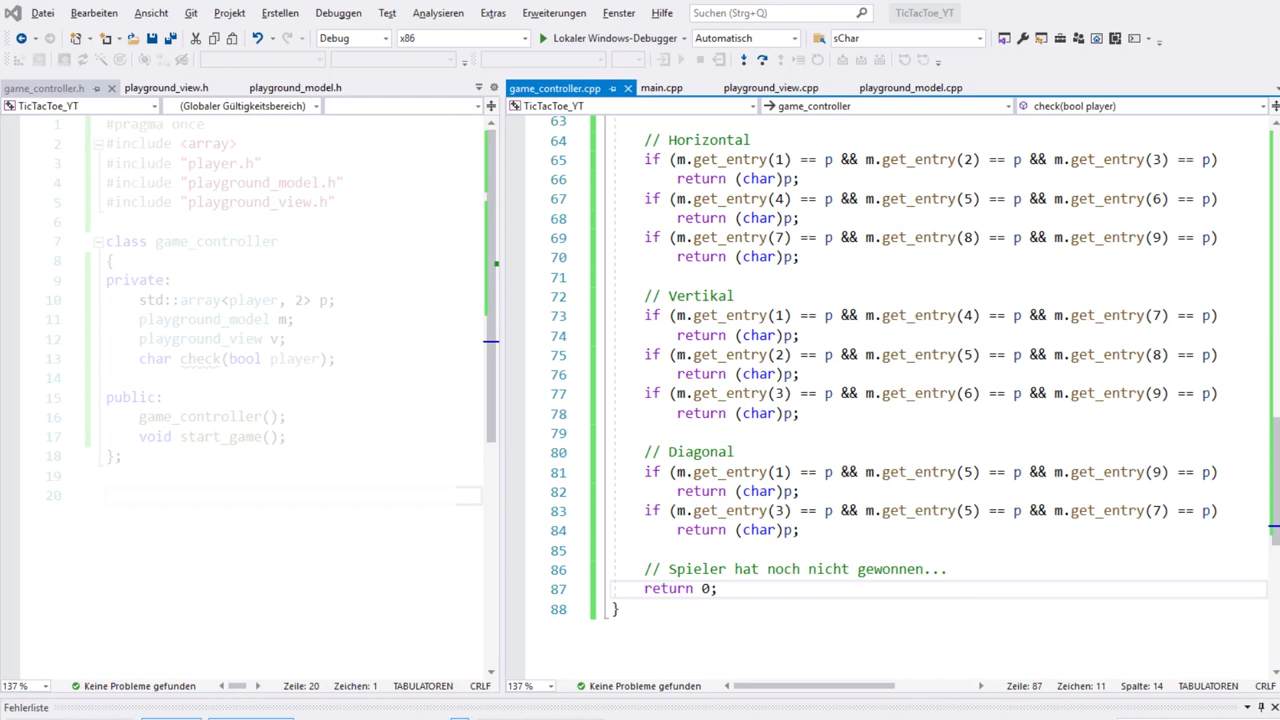 Datei Bearbeiten Ansicht Git Projekt Erstellen Debuggen Test Analysieren Extras Erweiterungen Fenster Hilfe Suchen (Strg+Q) TicTacToe_YT
Debug x86 Lokaler Windows-Debugger Automatisch sChar
game_controller.h playground_view.h playground_model.h
TicTacToe_YT (Globaler Gültigkeitsbereich)
1 #pragma once
2 #include <array>
3 #include "player.h"
4 #include "playground_model.h"
5 #include "playground_view.h"
6
7 class game_controller
8 {
9 private:
10 std::array<player, 2> p;
11 playground_model m;
12 playground_view v;
13 char check(bool player);
14
15 public:
16 game_controller();
17 void start_game();
18 };
19
20
137 % Keine Probleme gefunden Zeile: 20 Zeichen: 1 TABULATOREN CRLF
game_controller.cpp main.cpp playground_view.cpp playground_model.cpp
TicTacToe_YT game_controller check(bool player)
63
64 // Horizontal
65 if (m.get_entry(1) == p && m.get_entry(2) == p && m.get_entry(3) == p)
66 return (char)p;
67 if (m.get_entry(4) == p && m.get_entry(5) == p && m.get_entry(6) == p)
68 return (char)p;
69 if (m.get_entry(7) == p && m.get_entry(8) == p && m.get_entry(9) == p)
70 return (char)p;
71
72 // Vertikal
73 if (m.get_entry(1) == p && m.get_entry(4) == p && m.get_entry(7) == p)
74 return (char)p;
75 if (m.get_entry(2) == p && m.get_entry(5) == p && m.get_entry(8) == p)
76 return (char)p;
77 if (m.get_entry(3) == p && m.get_entry(6) == p && m.get_entry(9) == p)
78 return (char)p;
79
80 // Diagonal
81 if (m.get_entry(1) == p && m.get_entry(5) == p && m.get_entry(9) == p)
82 return (char)p;
83 if (m.get_entry(3) == p && m.get_entry(5) == p && m.get_entry(7) == p)
84 return (char)p;
85
86 // Spieler hat noch nicht gewonnen...
87 return 0;
88 }
137 % Keine Probleme gefunden Zeile: 87 Zeichen: 11 Spalte: 14 TABULATOREN CRLF
Fehlerliste